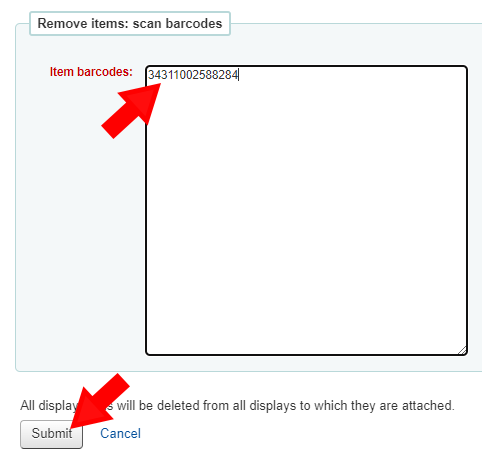 Remove items: scan barcodes
Item barcodes:
34311002588284
All display will be deleted from all displays to which they are attached.
Submit
Cancel